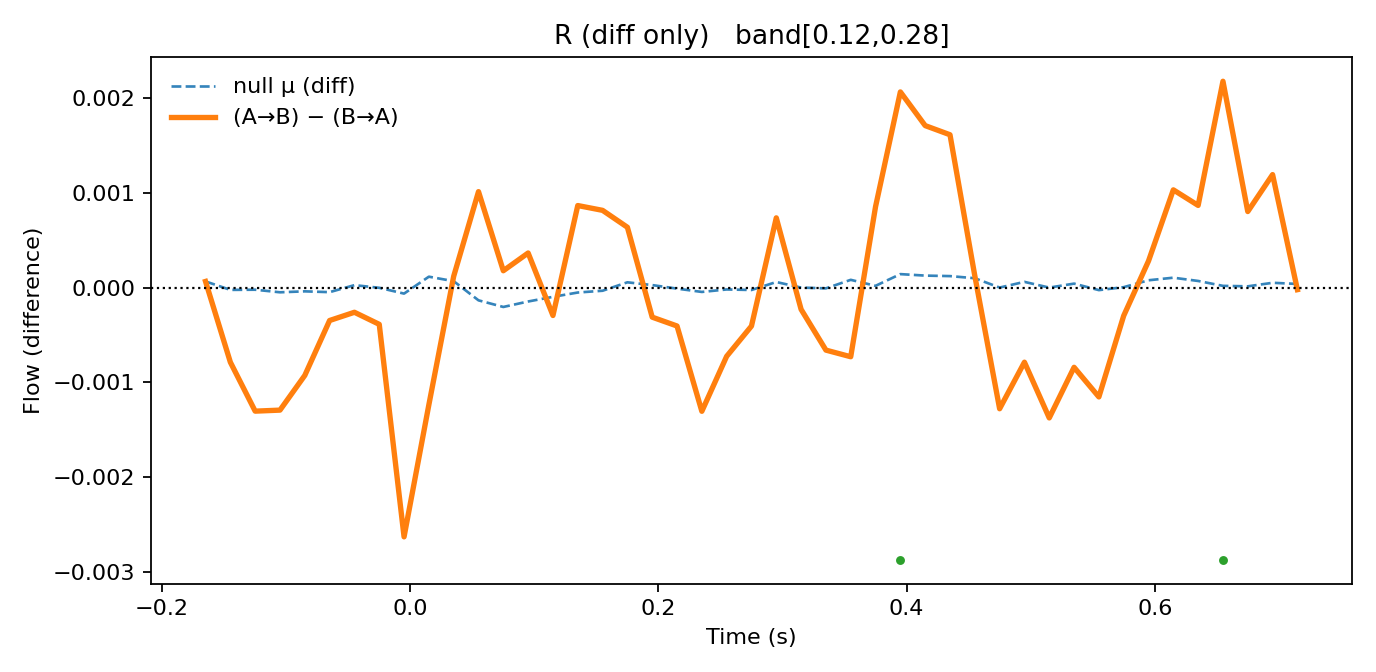 R (diff only)   band[0.12,0.28]
null μ (diff)
(A→B) − (B→A)
0.002
0.001
0.000
−0.001
−0.002
−0.003
Flow (difference)
−0.2
0.0
0.2
0.4
0.6
Time (s)